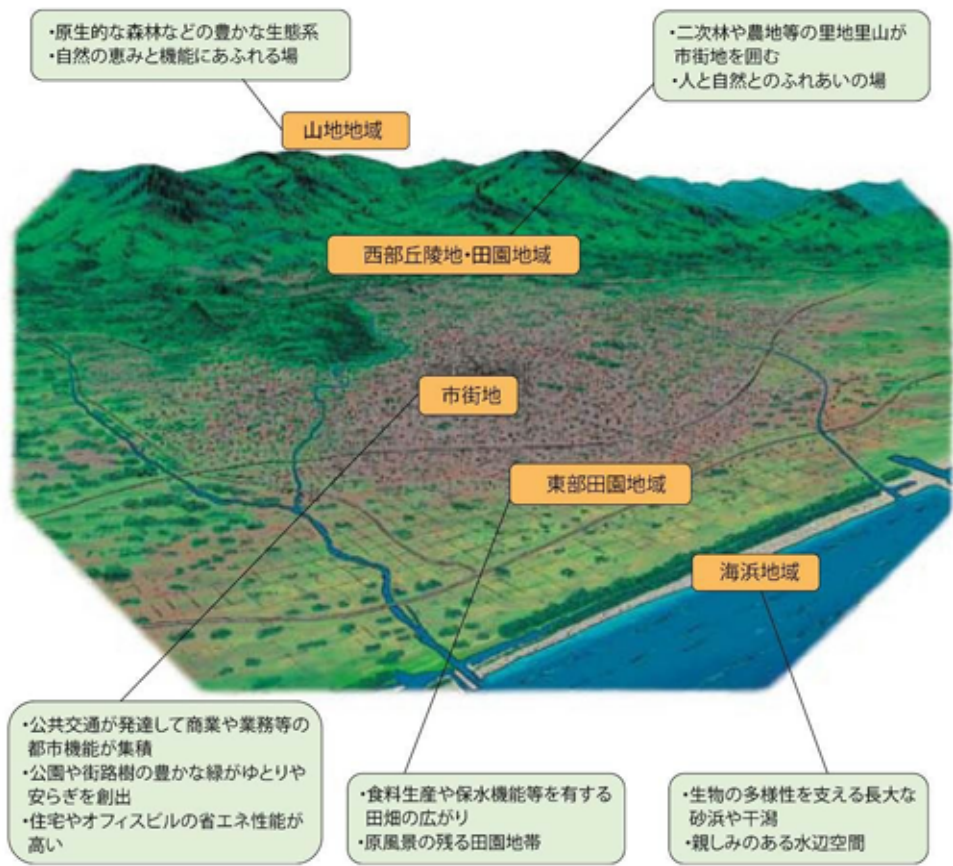 ・原生的な森林などの豊かな生態系
・自然の恵みと機能にあふれる場
・二次林や農地等の里地里山が
市街地を囲む
・人と自然とのふれあいの場
山地地域
西部丘陵地・田園地域
市街地
東部田園地域
海浜地域
・公共交通が発達して商業や業務等の
都市機能が集積
・公園や街路樹の豊かな緑がゆとりや
安らぎを創出
・住宅やオフィスビルの省エネ性能が
高い
・食料生産や保水機能等を有する
田畑の広がり
・原風景の残る田園地帯
・生物の多様性を支える長大な
砂浜や干潟
・親しみのある水辺空間